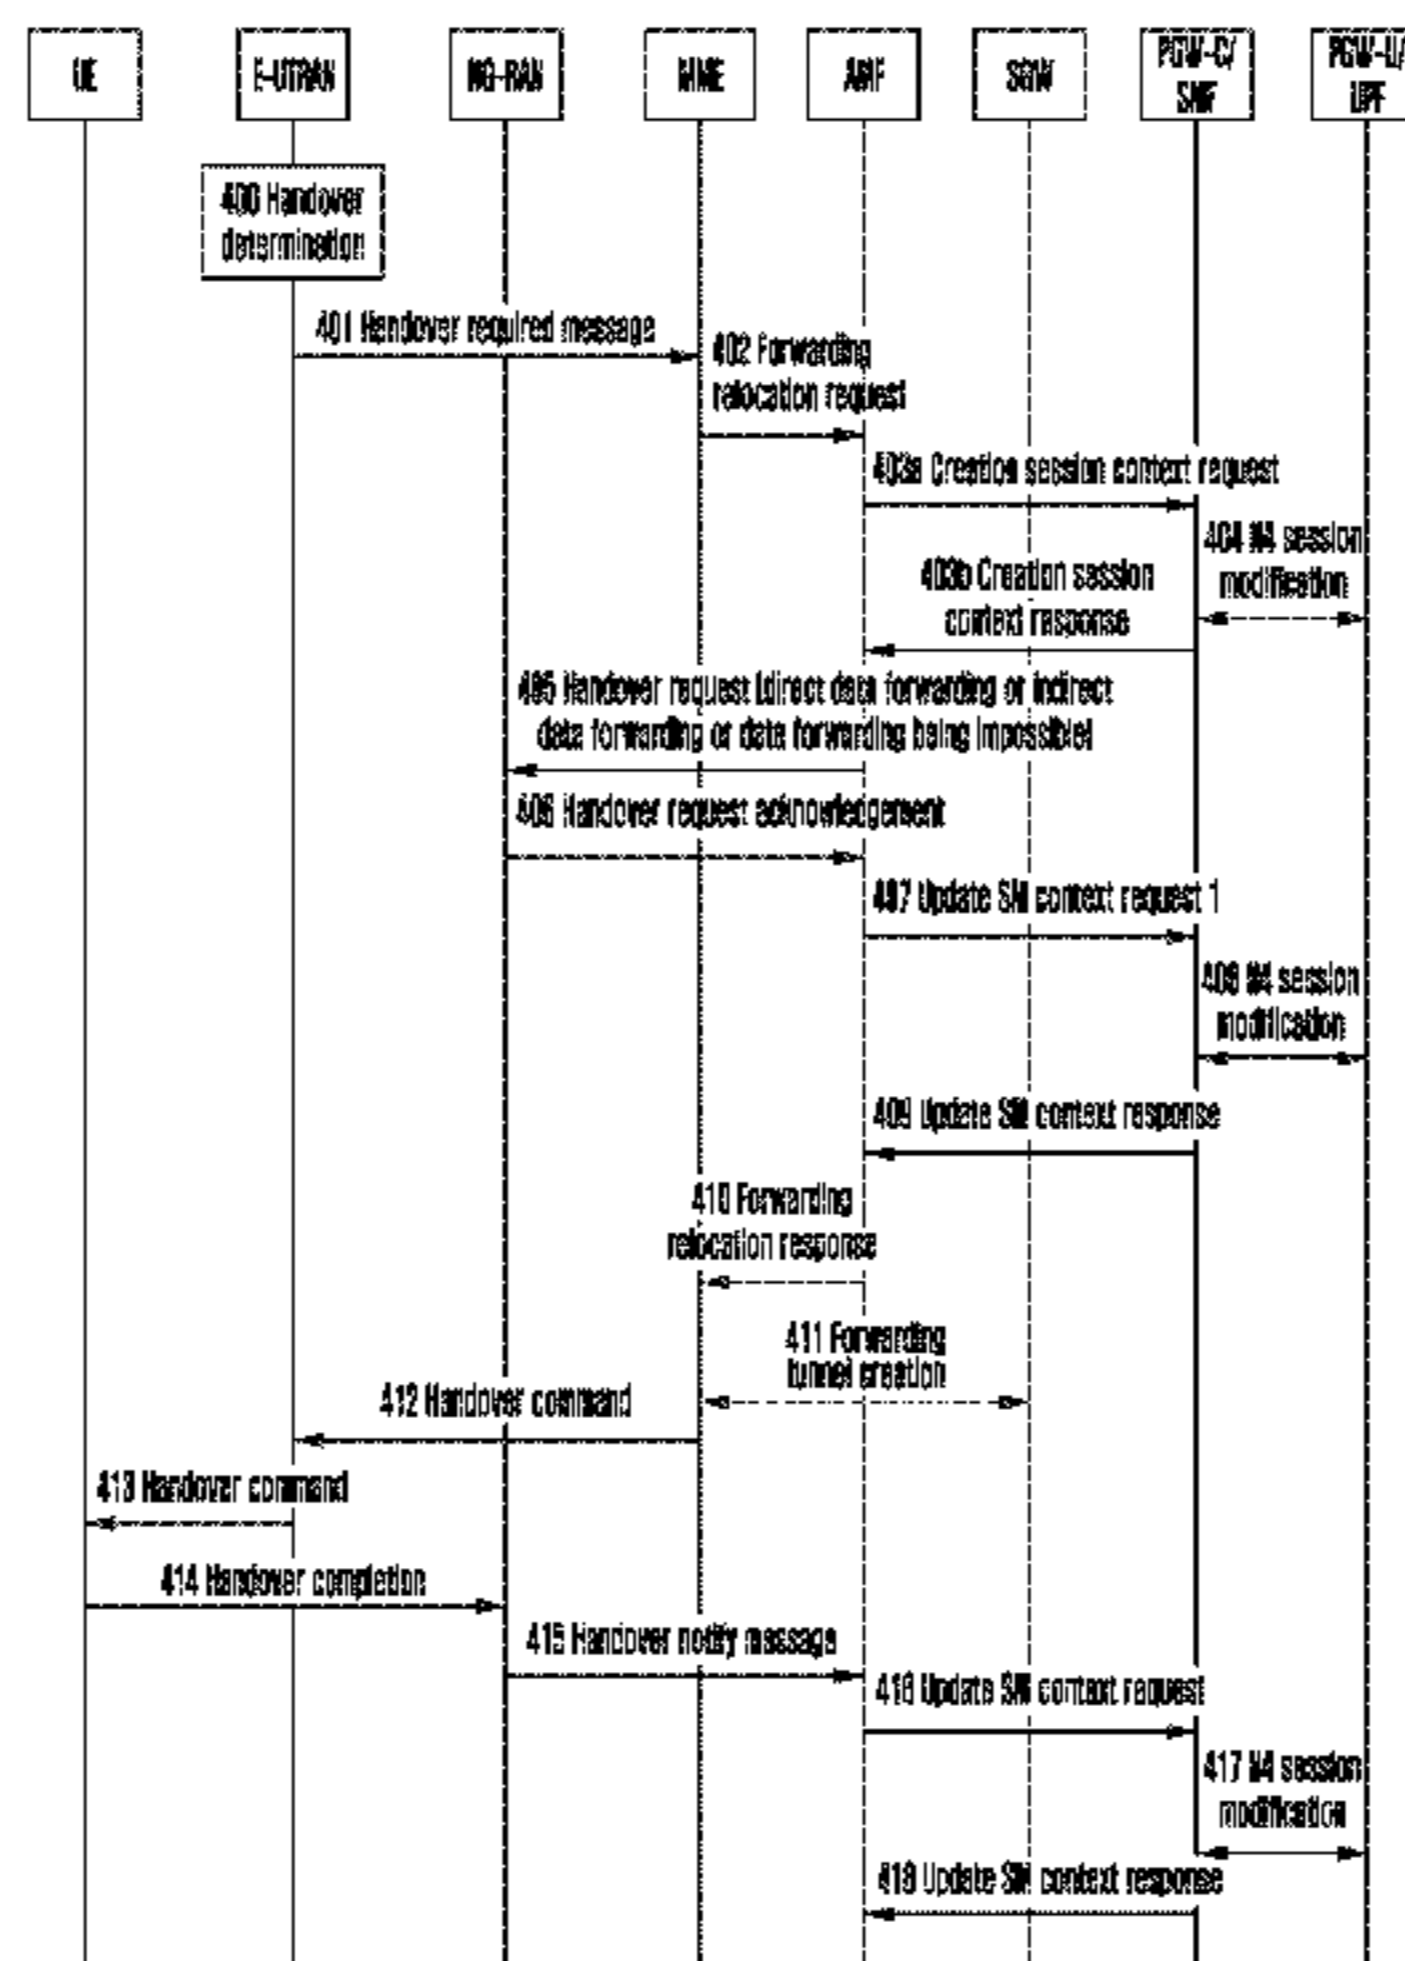 UE
E-UTRAN
NG-RAN
MME
AMF
SGW
PGW-C/
SMF
PGW-U/
UPF
400 Handover
determination
401 Handover required message
402 Forwarding
relocation request
403a Creation session context request
404 N4 session
modification
403b Creation session
context response
405 Handover request (direct data forwarding or indirect
data forwarding or data forwarding being impossible)
406 Handover request acknowledgement
407 Update SM context request 1
408 N4 session
modification
409 Update SM context response
410 Forwarding
relocation response
411 Forwarding
tunnel creation
412 Handover command
413 Handover command
414 Handover completion
415 Handover notify message
416 Update SM context request
417 N4 session
modification
418 Update SM context response